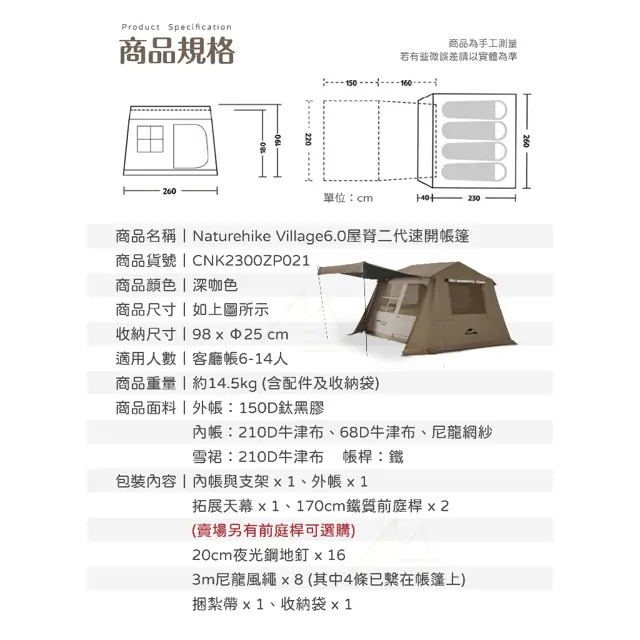 Product Specification
商品規格
商品為手工測量
若有些微誤差請以實體為準
150
160
220
260
180
190
260
單位：cm
40
230
商品名稱｜Naturehike Village6.0屋脊二代速開帳篷
商品貨號｜CNK2300ZP021
商品顏色｜深咖色
商品尺寸｜如上圖所示
收納尺寸｜98 x Φ25 cm
適用人數｜客廳帳6-14人
商品重量｜約14.5kg (含配件及收納袋)
商品面料｜外帳：150D鈦黑膠
內帳：210D牛津布、68D牛津布、尼龍網紗
雪裙：210D牛津布　帳桿：鐵
包裝內容｜內帳與支架 x 1、外帳 x 1
拓展天幕 x 1、170cm鐵質前庭桿 x 2
(賣場另有前庭桿可選購)
20cm夜光鋼地釘 x 16
3m尼龍風繩 x 8 (其中4條已繫在帳篷上)
捆紮帶 x 1、收納袋 x 1